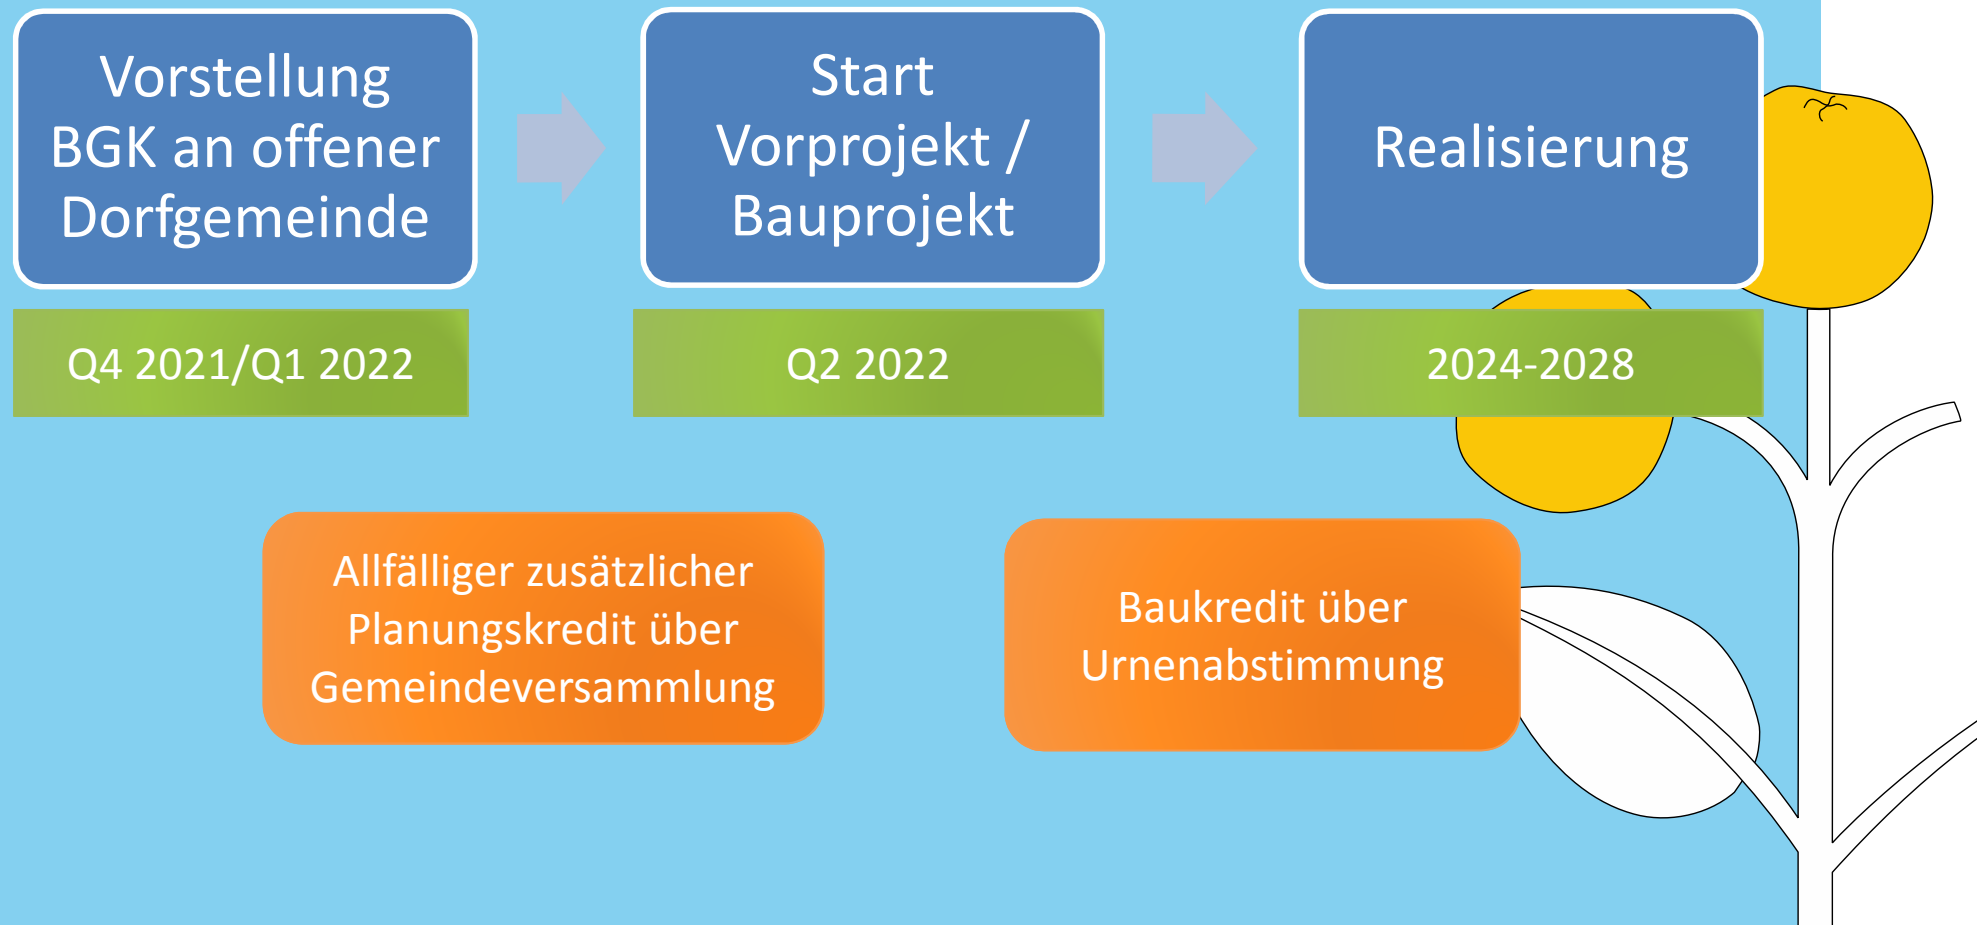 Vorstellung
BGK an offener
Dorfgemeinde
Start
Vorprojekt /
Bauprojekt
Realisierung
Q4 2021/Q1 2022
Q2 2022
2024-2028
Allfälliger zusätzlicher
Planungskredit über
Gemeindeversammlung
Baukredit über
Urnenabstimmung